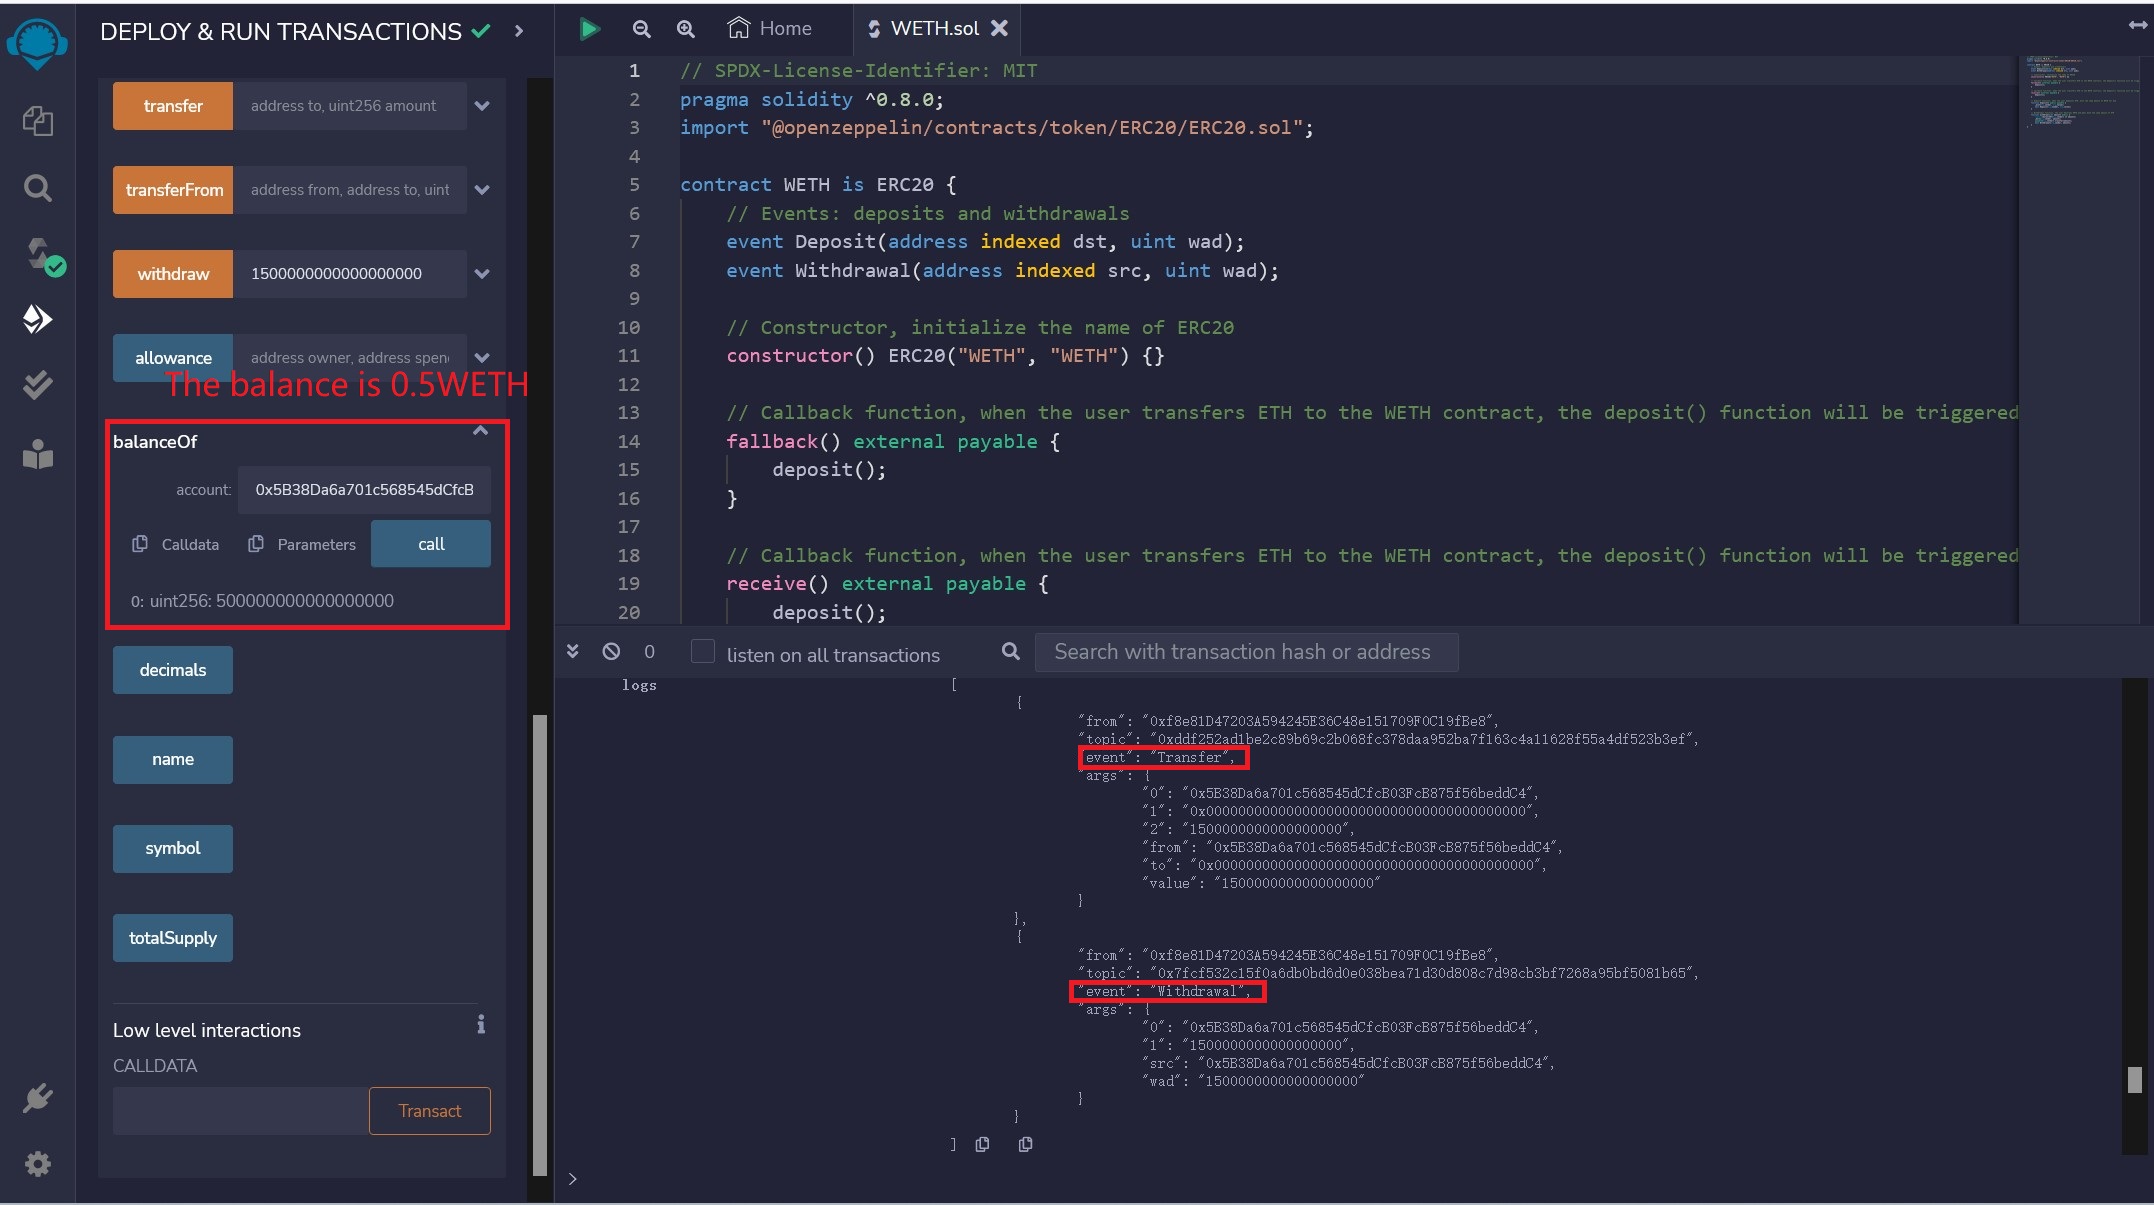 DEPLOY & RUN TRANSACTIONS
transfer address to, uint256 amount
transferFrom address from, address to, uint
withdraw 1500000000000000000
allowance address owner, address spen
The balance is 0.5WETH
balanceOf
account: 0x5B38Da6a701c568545dCfcB
Calldata Parameters call
0: uint256: 500000000000000000
decimals
name
symbol
totalSupply
Low level interactions
CALLDATA
Transact
Home WETH.sol
1 // SPDX-License-Identifier: MIT
2 pragma solidity ^0.8.0;
3 import "@openzeppelin/contracts/token/ERC20/ERC20.sol";
4
5 contract WETH is ERC20 {
6 // Events: deposits and withdrawals
7 event Deposit(address indexed dst, uint wad);
8 event Withdrawal(address indexed src, uint wad);
9
10 // Constructor, initialize the name of ERC20
11 constructor() ERC20("WETH", "WETH") {}
12
13 // Callback function, when the user transfers ETH to the WETH contract, the deposit() function will be triggered
14 fallback() external payable {
15 deposit();
16 }
17
18 // Callback function, when the user transfers ETH to the WETH contract, the deposit() function will be triggered
19 receive() external payable {
20 deposit();
0 listen on all transactions Search with transaction hash or address
logs [
{
"from": "0xf8e81D47203A594245E36C48e151709F0C19fBe8",
"topic": "0xddf252ad1be2c89b69c2b068fc378daa952ba7f163c4a11628f55a4df523b3ef",
"event": "Transfer",
"args": {
"0": "0x5B38Da6a701c568545dCfcB03FcB875f56beddC4",
"1": "0x0000000000000000000000000000000000000000",
"2": "1500000000000000000",
"from": "0x5B38Da6a701c568545dCfcB03FcB875f56beddC4",
"to": "0x0000000000000000000000000000000000000000",
"value": "1500000000000000000"
}
},
{
"from": "0xf8e81D47203A594245E36C48e151709F0C19fBe8",
"topic": "0x7fcf532c15f0a6db0bd6d0e038bea71d30d808c7d98cb3bf7268a95bf5081b65",
"event": "Withdrawal",
"args": {
"0": "0x5B38Da6a701c568545dCfcB03FcB875f56beddC4",
"1": "1500000000000000000",
"src": "0x5B38Da6a701c568545dCfcB03FcB875f56beddC4",
"wad": "1500000000000000000"
}
}
]
>